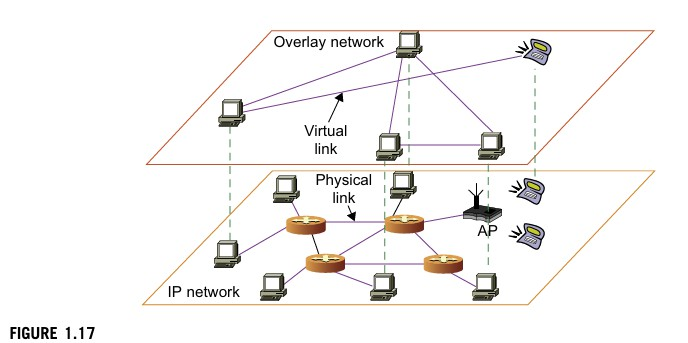 Overlay network
Virtual
link
Physical
link
AP
IP network
FIGURE 1.17